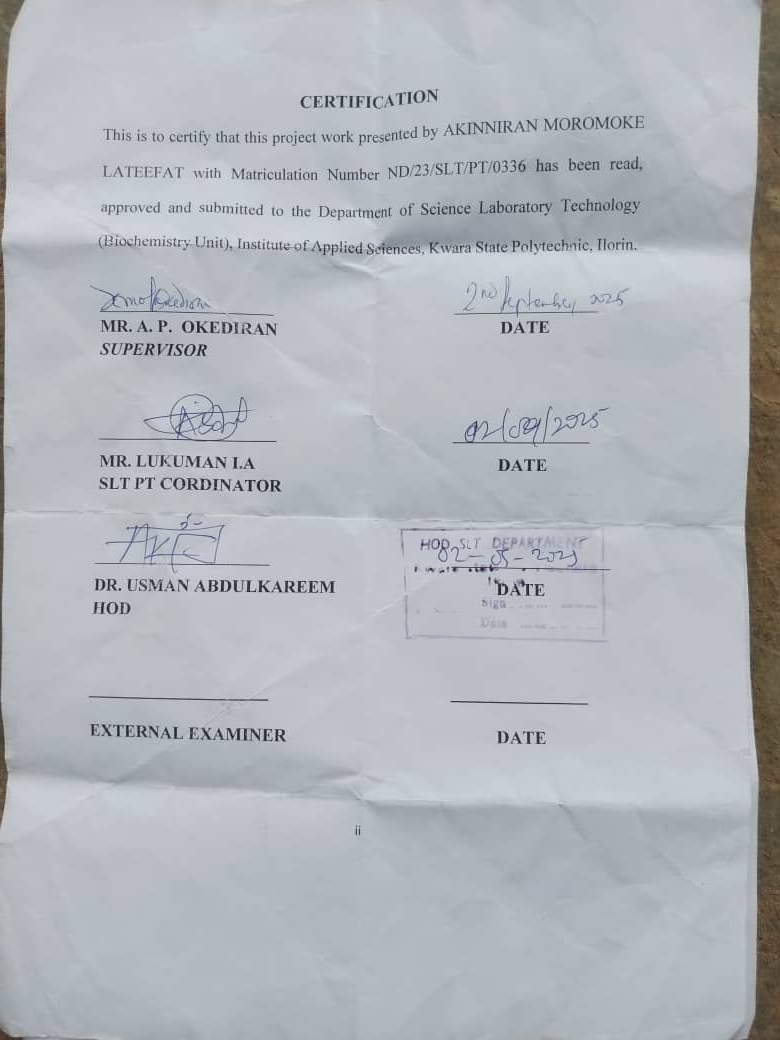 CERTIFICATION
This is to certify that this project work presented by AKINNIRAN MOROMOKE
LATEEFAT with Matriculation Number ND/23/SLT/PT/0336 has been read,
approved and submitted to the Department of Science Laboratory Technology
(Biochemistry Unit), Institute of Applied Sciences, Kwara State Polytechnic, Ilorin.
2nd September, 2025
MR. A. P. OKEDIRAN
DATE
SUPERVISOR
02/09/2025
MR. LUKUMAN I.A
DATE
SLT PT CORDINATOR
HOD SLT DEPARTMENT
DR. USMAN ABDULKAREEM
DATE
HOD
Sign
Date
EXTERNAL EXAMINER
DATE
ii